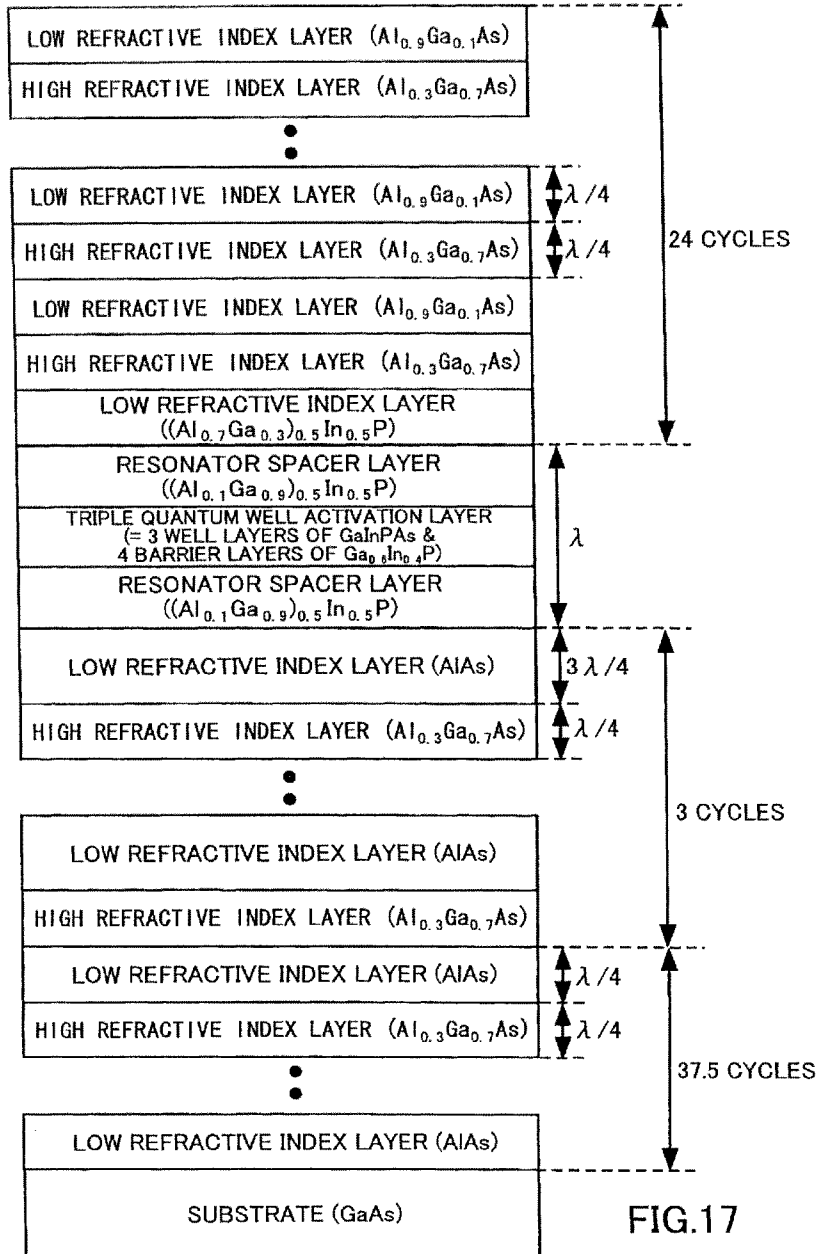 LOW REFRACTIVE INDEX LAYER (Al₀.₉Ga₀.₁As)
HIGH REFRACTIVE INDEX LAYER (Al₀.₃Ga₀.₇As)
LOW REFRACTIVE INDEX LAYER (Al₀.₉Ga₀.₁As)
λ/4
HIGH REFRACTIVE INDEX LAYER (Al₀.₃Ga₀.₇As)
λ/4
24 CYCLES
LOW REFRACTIVE INDEX LAYER (Al₀.₉Ga₀.₁As)
HIGH REFRACTIVE INDEX LAYER (Al₀.₃Ga₀.₇As)
LOW REFRACTIVE INDEX LAYER
((Al₀.₇Ga₀.₃)₀.₅In₀.₅P)
RESONATOR SPACER LAYER
((Al₀.₁Ga₀.₉)₀.₅In₀.₅P)
TRIPLE QUANTUM WELL ACTIVATION LAYER
(= 3 WELL LAYERS OF GaInPAs &
4 BARRIER LAYERS OF Ga₀.₆In₀.₄P)
λ
RESONATOR SPACER LAYER
((Al₀.₁Ga₀.₉)₀.₅In₀.₅P)
LOW REFRACTIVE INDEX LAYER (AlAs)
3λ/4
HIGH REFRACTIVE INDEX LAYER (Al₀.₃Ga₀.₇As)
λ/4
3 CYCLES
LOW REFRACTIVE INDEX LAYER (AlAs)
HIGH REFRACTIVE INDEX LAYER (Al₀.₃Ga₀.₇As)
LOW REFRACTIVE INDEX LAYER (AlAs)
λ/4
HIGH REFRACTIVE INDEX LAYER (Al₀.₃Ga₀.₇As)
λ/4
37.5 CYCLES
LOW REFRACTIVE INDEX LAYER (AlAs)
SUBSTRATE (GaAs)
FIG.17